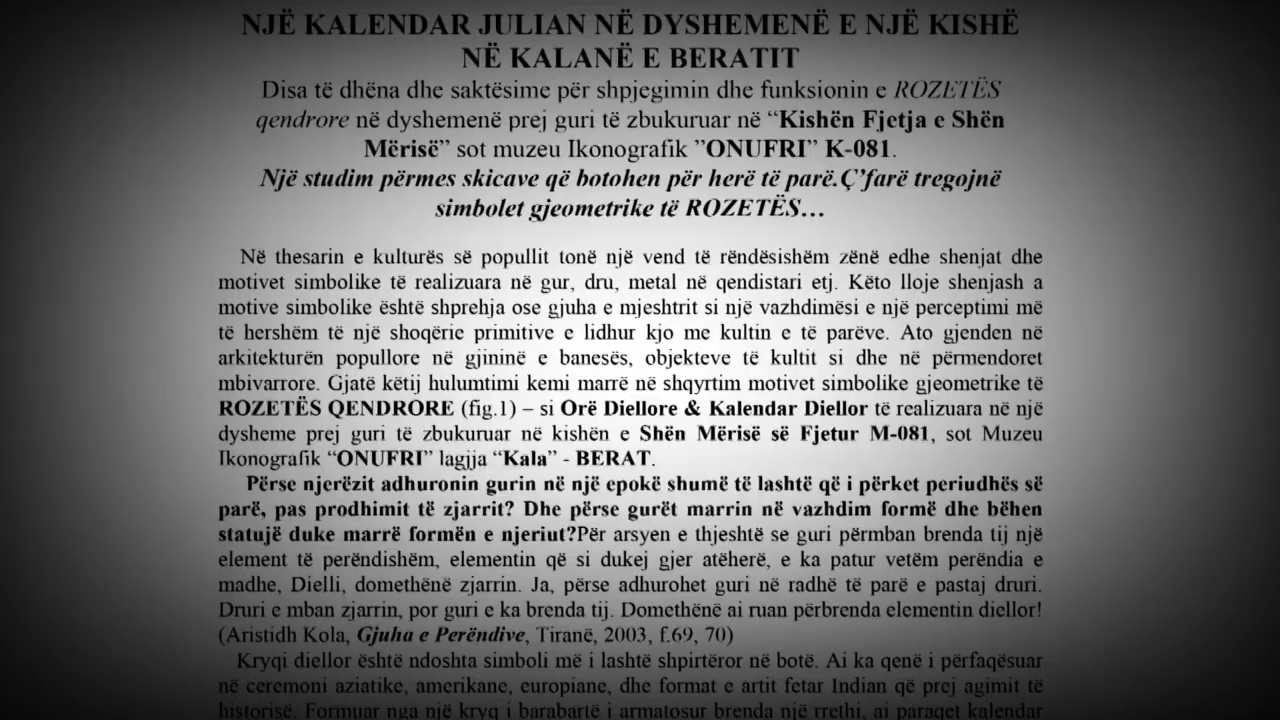 NJË KALENDAR JULIAN NË DYSHEMENË E NJË KISHË
NË KALANË E BERATIT
Disa të dhëna dhe saktësime për shpjegimin dhe funksionin e ROZETËS
qendrore në dyshemenë prej guri të zbukuruar në “Kishën Fjetja e Shën
Mërisë” sot muzeu Ikonografik ”ONUFRI” K-081.
Një studim përmes skicave që botohen për herë të parë.Ç’farë tregojnë
simbolet gjeometrike të ROZETËS…
Në thesarin e kulturës së popullit tonë një vend të rëndësishëm zënë edhe shenjat dhe
motivet simbolike të realizuara në gur, dru, metal në qendistari etj. Këto lloje shenjash a
motive simbolike është shprehja ose gjuha e mjeshtrit si një vazhdimësi e një perceptimi më
të hershëm të një shoqërie primitive e lidhur kjo me kultin e të parëve. Ato gjenden në
arkitekturën popullore në gjininë e banesës, objekteve të kultit si dhe në përmendoret
mbivarrore. Gjatë këtij hulumtimi kemi marrë në shqyrtim motivet simbolike gjeometrike të
ROZETËS QENDRORE (fig.1) – si Orë Diellore & Kalendar Diellor të realizuara në një
dysheme prej guri të zbukuruar në kishën e Shën Mërisë së Fjetur M-081, sot Muzeu
Ikonografik “ONUFRI” lagjja “Kala” - BERAT.
Përse njerëzit adhuronin gurin në një epokë shumë të lashtë që i përket periudhës së
parë, pas prodhimit të zjarrit? Dhe përse gurët marrin në vazhdim formë dhe bëhen
statujë duke marrë formën e njeriut?Për arsyen e thjeshtë se guri përmban brenda tij një
element të perëndishëm, elementin që si dukej gjer atëherë, e ka patur vetëm perëndia e
madhe, Dielli, domethënë zjarrin. Ja, përse adhurohet guri në radhë të parë e pastaj druri.
Druri e mban zjarrin, por guri e ka brenda tij. Domethënë ai ruan përbrenda elementin diellor!
(Aristidh Kola, Gjuha e Perëndive, Tiranë, 2003, f.69, 70)
Kryqi diellor është ndoshta simboli më i lashtë shpirtëror në botë. Ai ka qenë i përfaqësuar
në ceremoni aziatike, amerikane, europiane, dhe format e artit fetar Indian që prej agimit të
historisë. Formuar nga një kryq i barabartë i armatosur brenda një rrethi, ai paraqet kalendar